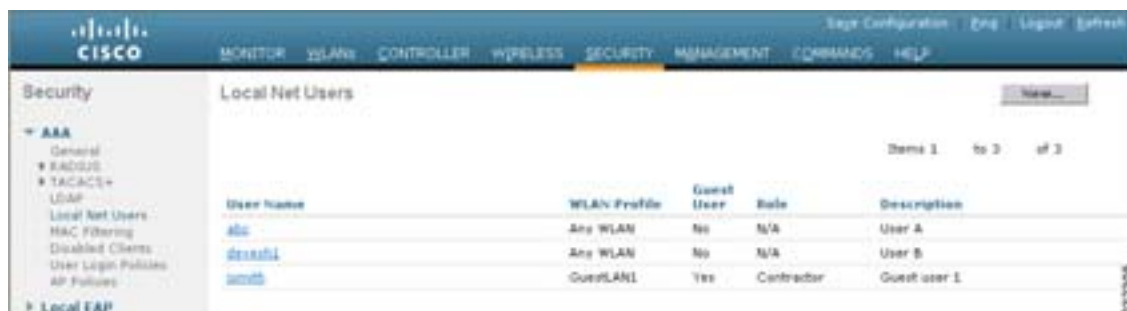 Save Configuration Ping Logout Refresh
CISCO
MONITOR WLANs CONTROLLER WIRELESS SECURITY MANAGEMENT COMMANDS HELP
Security
Local Net Users
New...
AAA
General
RADIUS
TACACS+
LDAP
Local Net Users
MAC Filtering
Disabled Clients
User Login Policies
AP Policies
Local EAP
Items 1 to 3 of 3
User Name WLAN Profile Guest User Role Description
abc Any WLAN No N/A User A
devesh1 Any WLAN No N/A User B
GuestLAN1 Yes Contractor Guest user 1